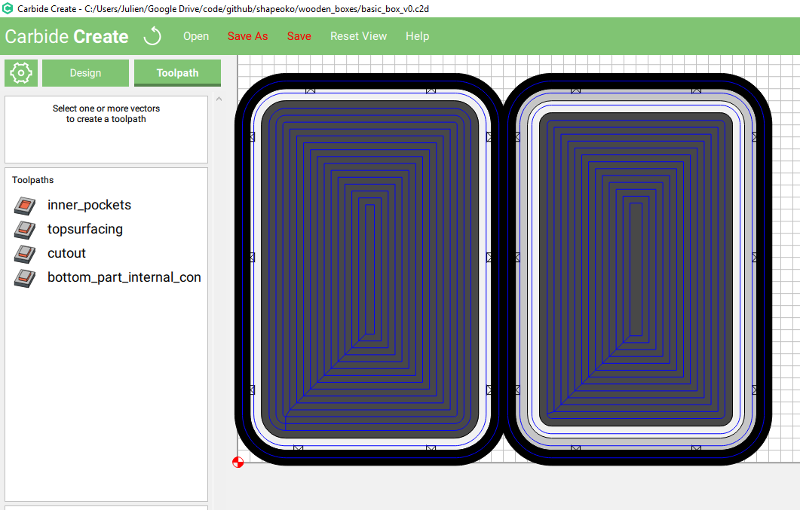 Carbide Create - C:/Users/Julien/Google Drive/code/github/shapeoko/wooden_boxes/basic_box_v0.c2d
Carbide Create Open Save As Save Reset View Help
Design Toolpath
Select one or more vectors
to create a toolpath
Toolpaths
inner_pockets
topsurfacing
cutout
bottom_part_internal_con